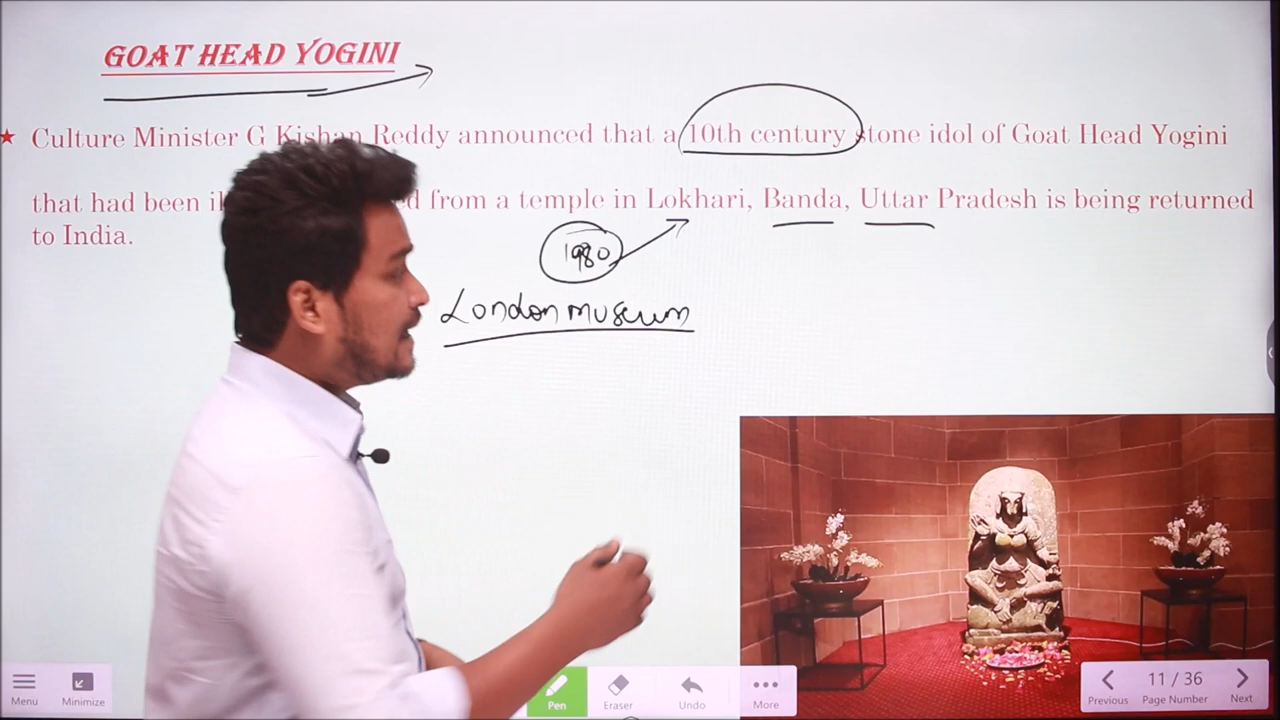 GOAT HEAD YOGINI
★ Culture Minister G Kishan Reddy announced that a 10th century stone idol of Goat Head Yogini
that had been from a temple in Lokhari, Banda, Uttar Pradesh is being returned
to India.
1980
London museum
Menu
Minimize
Pen
Eraser
Undo
More
Previous
11 / 36
Page Number
Next